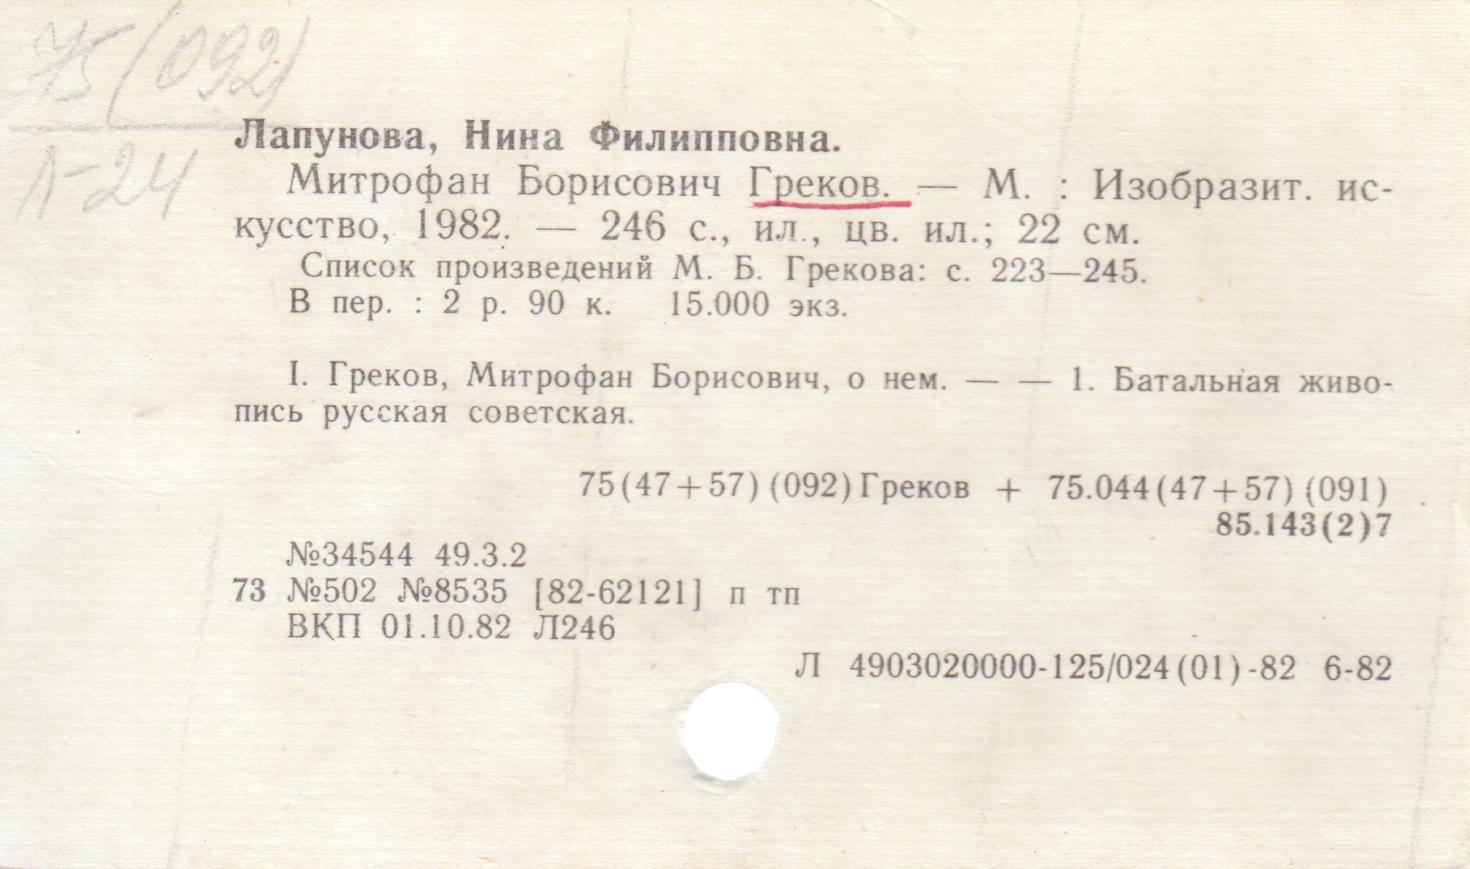 75(092)
Л-24
Лапунова, Нина Филипповна.
Митрофан Борисович Греков. — М. : Изобразит. ис-
кусство, 1982. — 246 с., ил., цв. ил.; 22 см.
Список произведений М. Б. Грекова: с. 223—245.
В пер. : 2 р. 90 к. 15.000 экз.
I. Греков, Митрофан Борисович, о нем. — — 1. Батальная живо-
пись русская советская.
75(47+57)(092)Греков + 75.044(47+57)(091)
85.143(2)7
№34544 49.3.2
73 №502 №8535 [82-62121] п тп
ВКП 01.10.82 Л246
Л 4903020000-125/024(01)-82 6-82